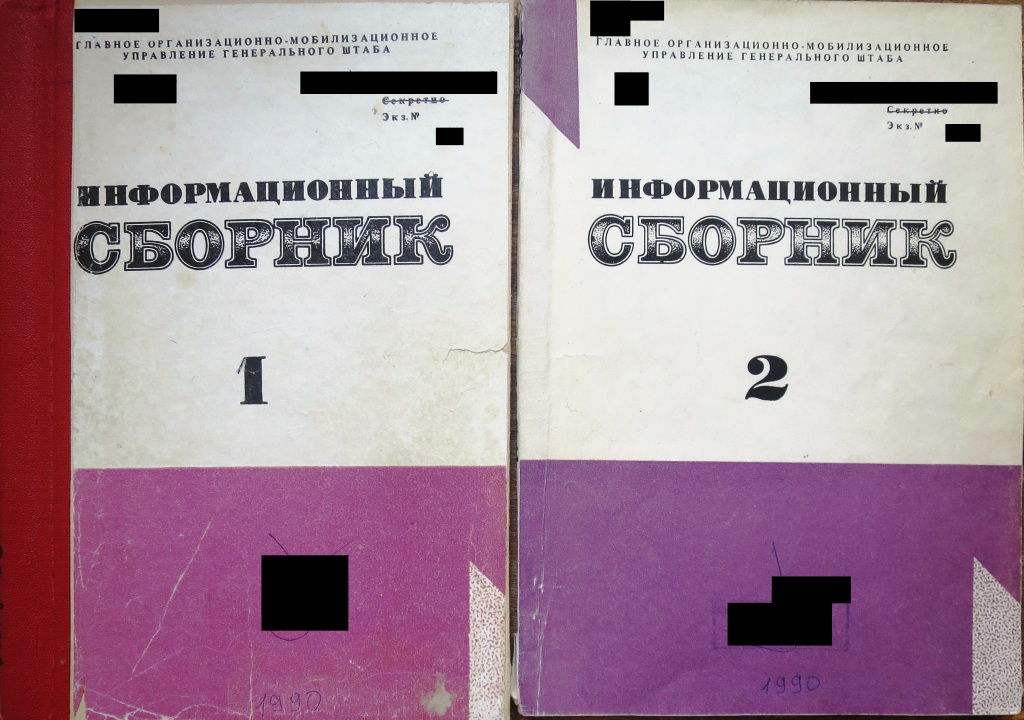 ГЛАВНОЕ ОРГАНИЗАЦИОННО-МОБИЛИЗАЦИОННОЕ
УПРАВЛЕНИЕ ГЕНЕРАЛЬНОГО ШТАБА
Секретно
Экз. №
ИНФОРМАЦИОННЫЙ
СБОРНИК
1
1990
ГЛАВНОЕ ОРГАНИЗАЦИОННО-МОБИЛИЗАЦИОННОЕ
УПРАВЛЕНИЕ ГЕНЕРАЛЬНОГО ШТАБА
Секретно
Экз. №
ИНФОРМАЦИОННЫЙ
СБОРНИК
2
1990